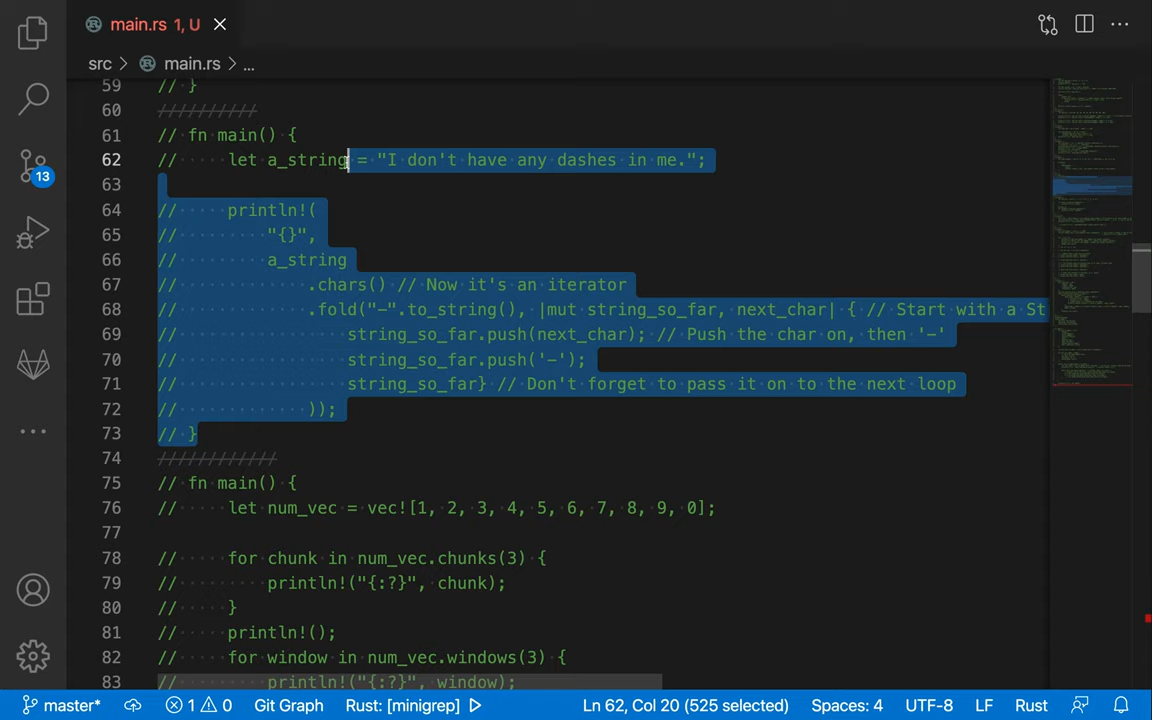 main.rs 1, U
src > main.rs > ...
59 // }
60 //////////
61 // fn main() {
62 //     let a_string = "I don't have any dashes in me.";
63
64 //     println!(
65 //         "{}",
66 //         a_string
67 //             .chars() // Now it's an iterator
68 //             .fold("-".to_string(), |mut string_so_far, next_char| { // Start with a St
69 //                 string_so_far.push(next_char); // Push the char on, then '-'
70 //                 string_so_far.push('-');
71 //                 string_so_far} // Don't forget to pass it on to the next loop
72 //             ));
73 // }
74 ////////////
75 // fn main() {
76 //     let num_vec = vec![1, 2, 3, 4, 5, 6, 7, 8, 9, 0];
77
78 //     for chunk in num_vec.chunks(3) {
79 //         println!("{:?}", chunk);
80 //     }
81 //     println!();
82 //     for window in num_vec.windows(3) {
83 //         println!("{:?}", window);
13
master* 1 0 Git Graph Rust: [minigrep] Ln 62, Col 20 (525 selected) Spaces: 4 UTF-8 LF Rust